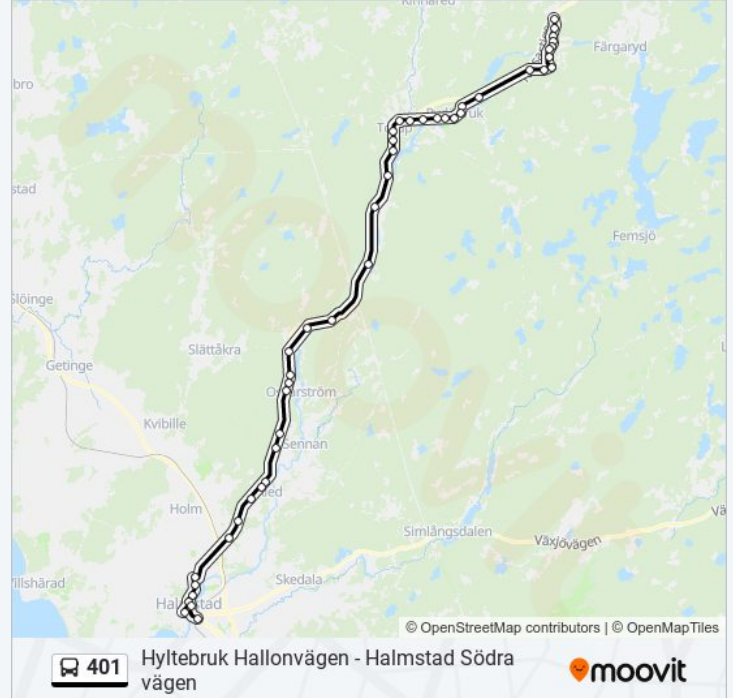 Kinnared
Färgaryd
bro
Torup
bruk
stad
Femsjö
Slöinge
Slättåkra
Getinge
Oskarström
Kvibille
Sennan
ed
Holm
Simlångsdalen
Vä
Växjövägen
Villshärad
Skedala
Halmstad
© OpenStreetMap contributors | © OpenMapTiles
401
Hyltebruk Hallonvägen - Halmstad Södra
vägen
moovit